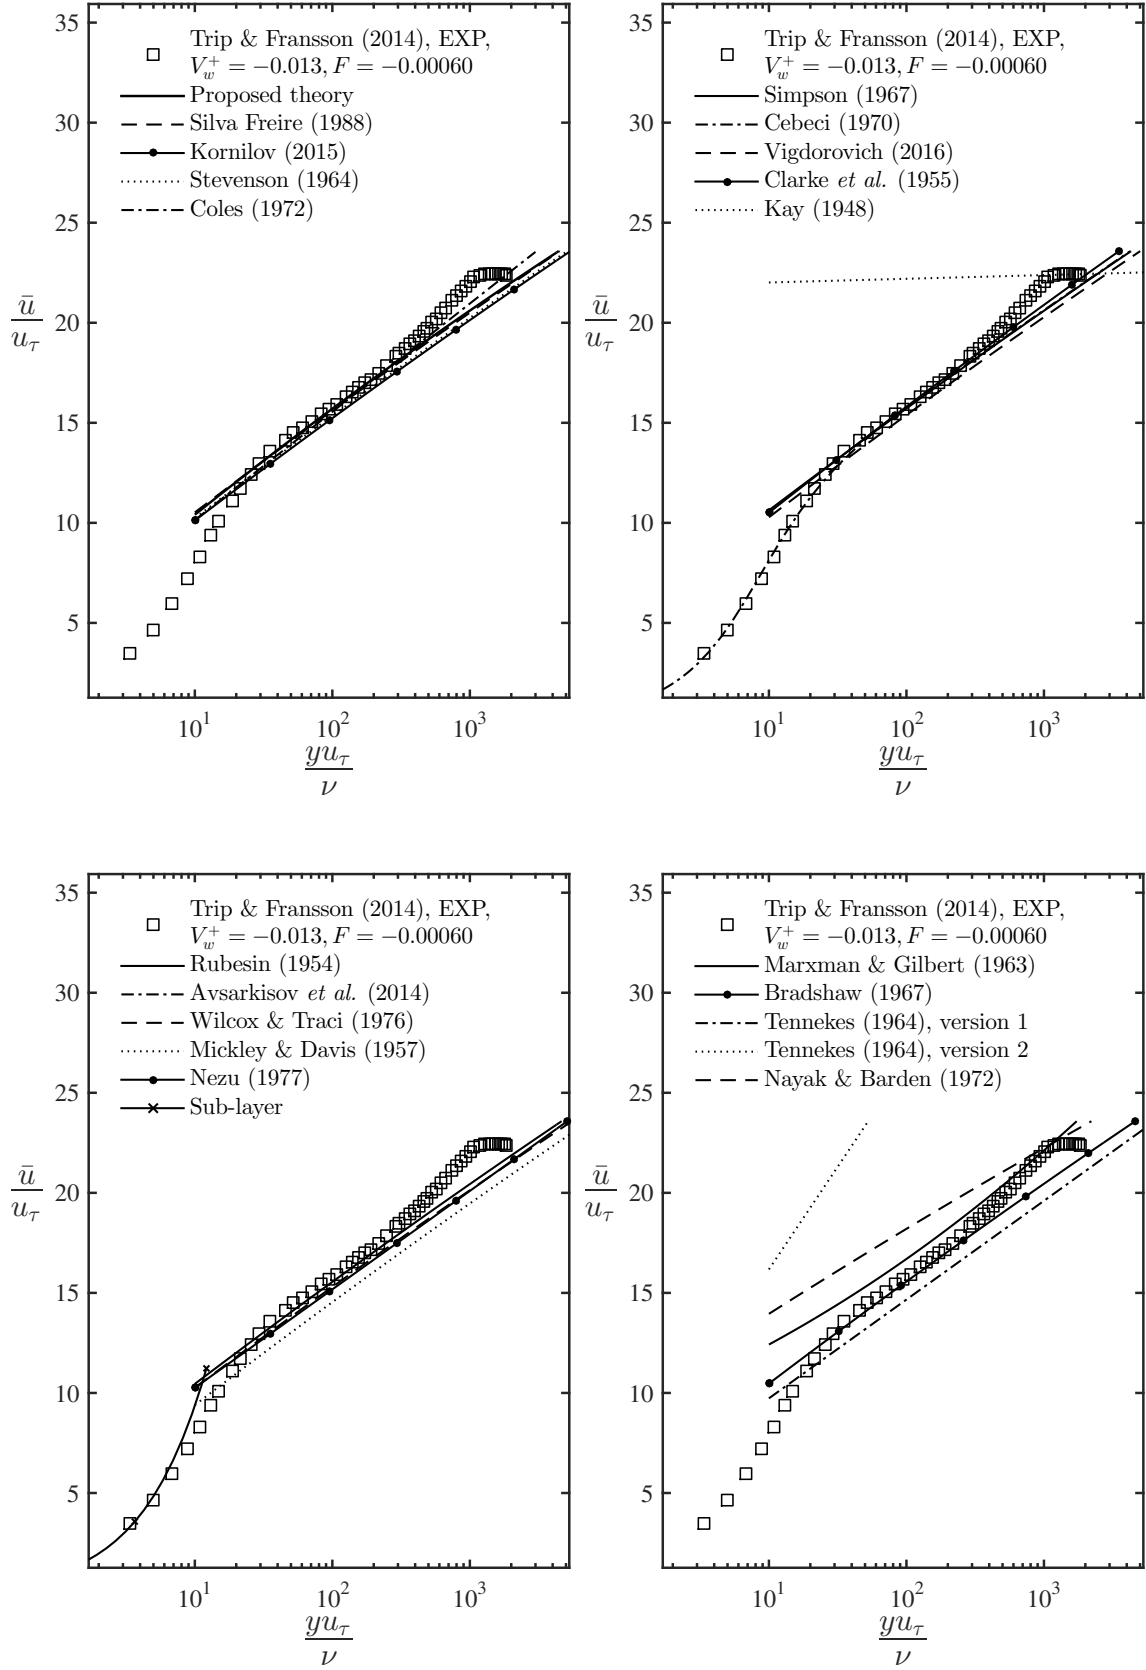 35
30
25
20
15
10
5
ū/u_τ
Trip & Fransson (2014), EXP,
V_w^+ = −0.013, F = −0.00060
Proposed theory
Silva Freire (1988)
Kornilov (2015)
Stevenson (1964)
Coles (1972)
10^1 10^2 10^3
yu_τ/ν
35
30
25
20
15
10
5
ū/u_τ
Trip & Fransson (2014), EXP,
V_w^+ = −0.013, F = −0.00060
Simpson (1967)
Cebeci (1970)
Vigdorovich (2016)
Clarke et al. (1955)
Kay (1948)
10^1 10^2 10^3
yu_τ/ν
35
30
25
20
15
10
5
ū/u_τ
Trip & Fransson (2014), EXP,
V_w^+ = −0.013, F = −0.00060
Rubesin (1954)
Avsarkisov et al. (2014)
Wilcox & Traci (1976)
Mickley & Davis (1957)
Nezu (1977)
Sub-layer
10^1 10^2 10^3
yu_τ/ν
35
30
25
20
15
10
5
ū/u_τ
Trip & Fransson (2014), EXP,
V_w^+ = −0.013, F = −0.00060
Marxman & Gilbert (1963)
Bradshaw (1967)
Tennekes (1964), version 1
Tennekes (1964), version 2
Nayak & Barden (1972)
10^1 10^2 10^3
yu_τ/ν